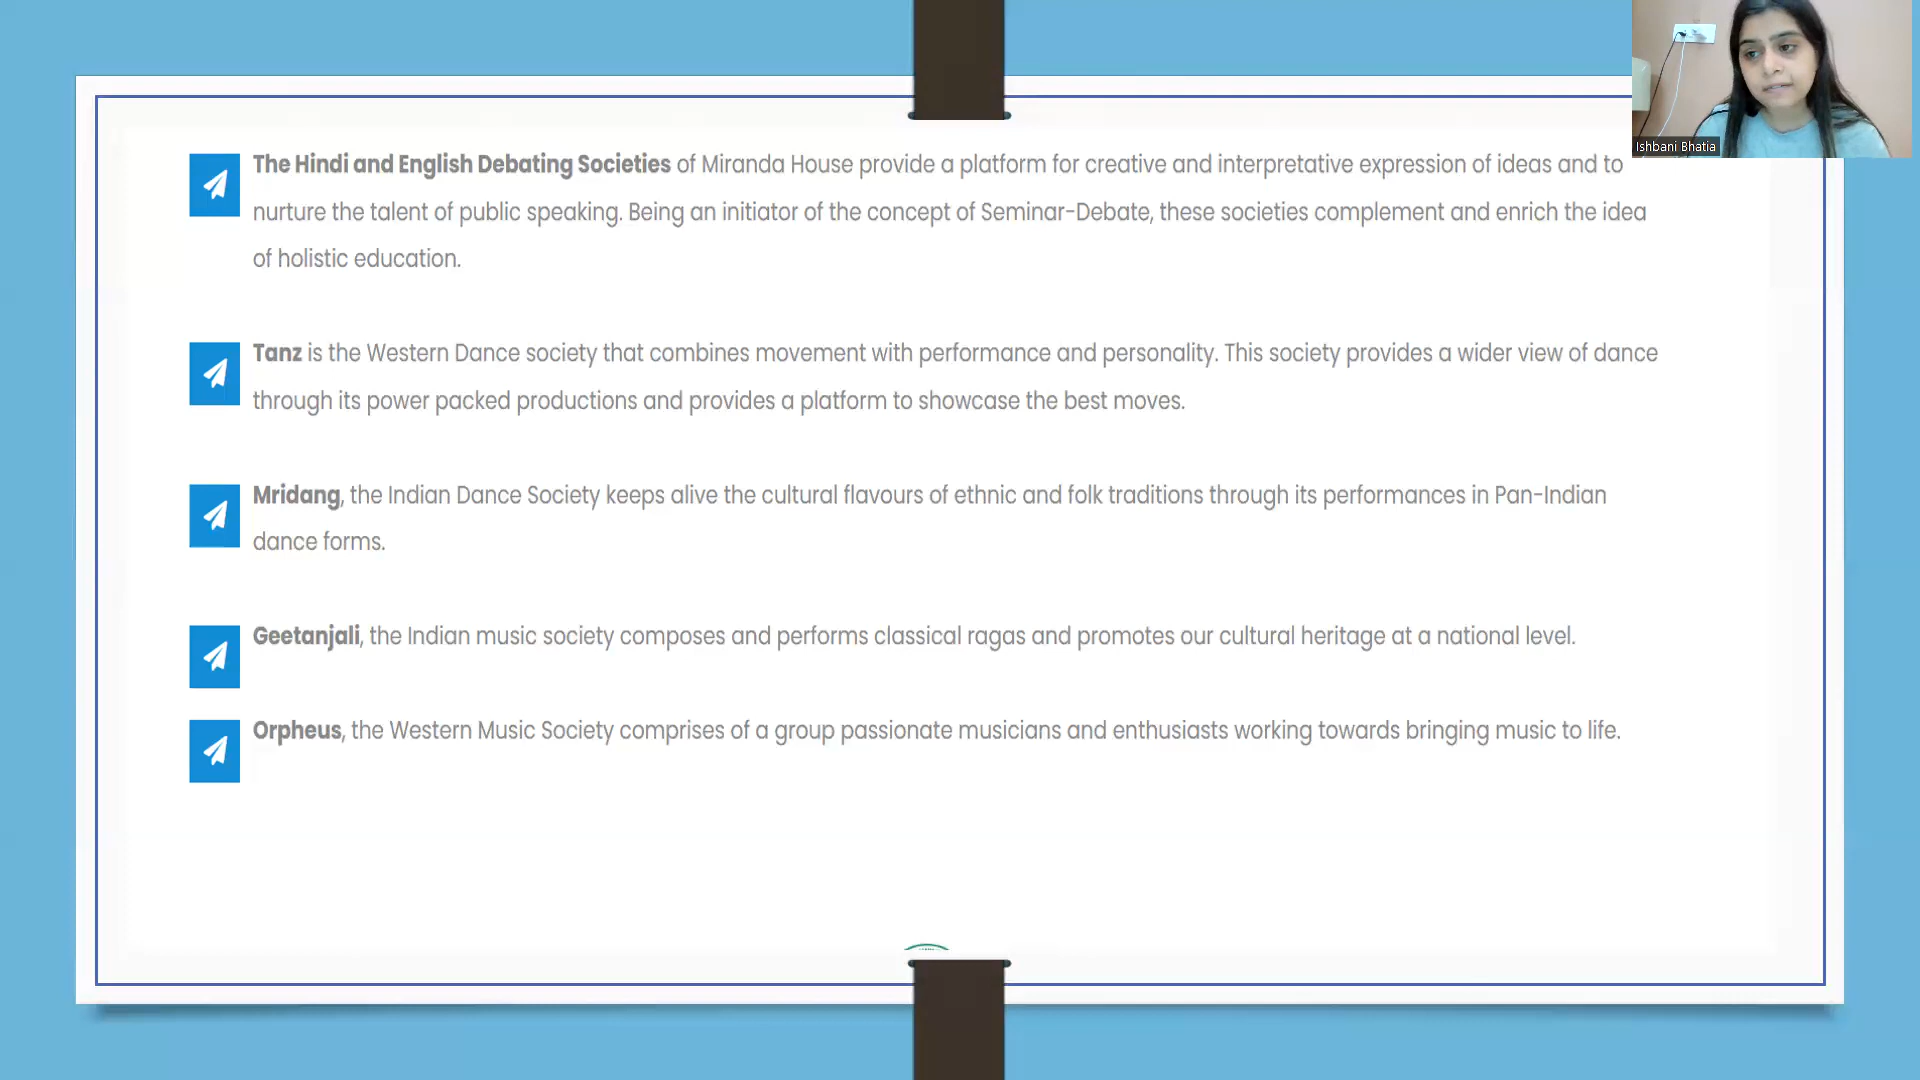 The Hindi and English Debating Societies of Miranda House provide a platform for creative and interpretative expression of ideas and to
nurture the talent of public speaking. Being an initiator of the concept of Seminar-Debate, these societies complement and enrich the idea
of holistic education.
Tanz is the Western Dance society that combines movement with performance and personality. This society provides a wider view of dance
through its power packed productions and provides a platform to showcase the best moves.
Mridang, the Indian Dance Society keeps alive the cultural flavours of ethnic and folk traditions through its performances in Pan-Indian
dance forms.
Geetanjali, the Indian music society composes and performs classical ragas and promotes our cultural heritage at a national level.
Orpheus, the Western Music Society comprises of a group passionate musicians and enthusiasts working towards bringing music to life.
Ishbani Bhatia